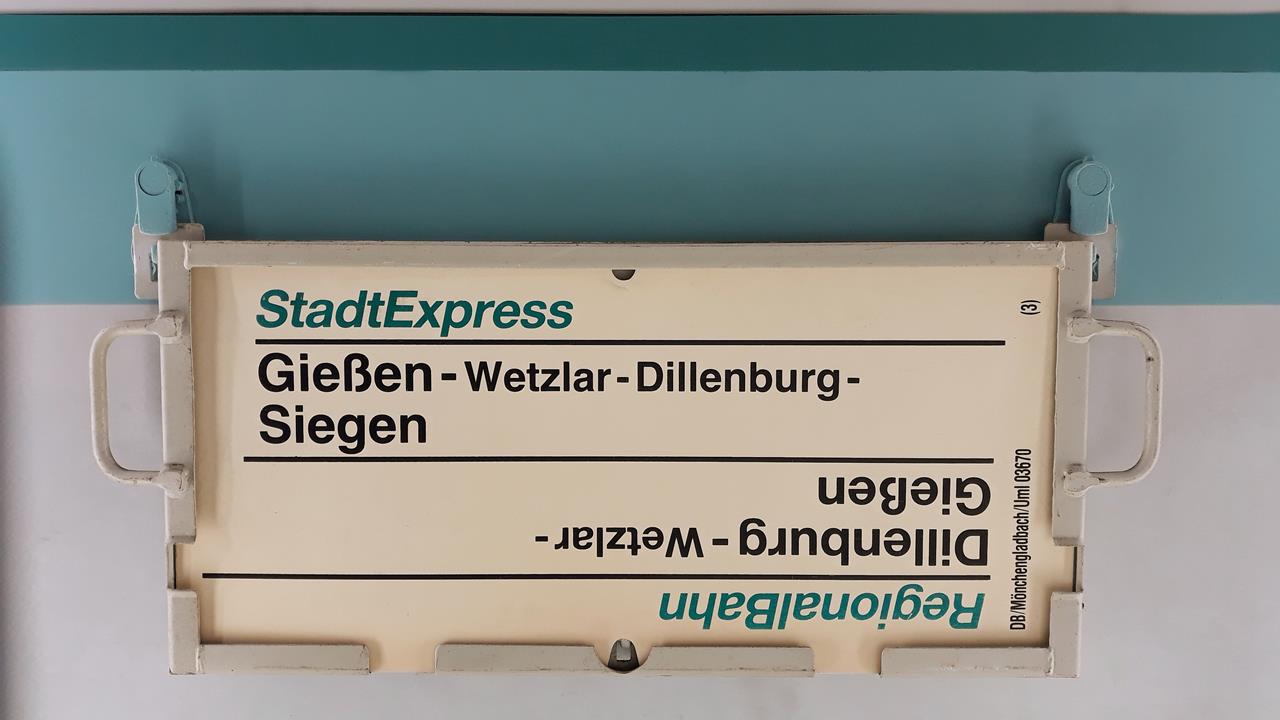 StadtExpress
(3)
Gießen - Wetzlar - Dillenburg -
Siegen
RegionalBahn
Dillenburg - Wetzlar -
Gießen
DB/Mönchengladbach/Uml 03670